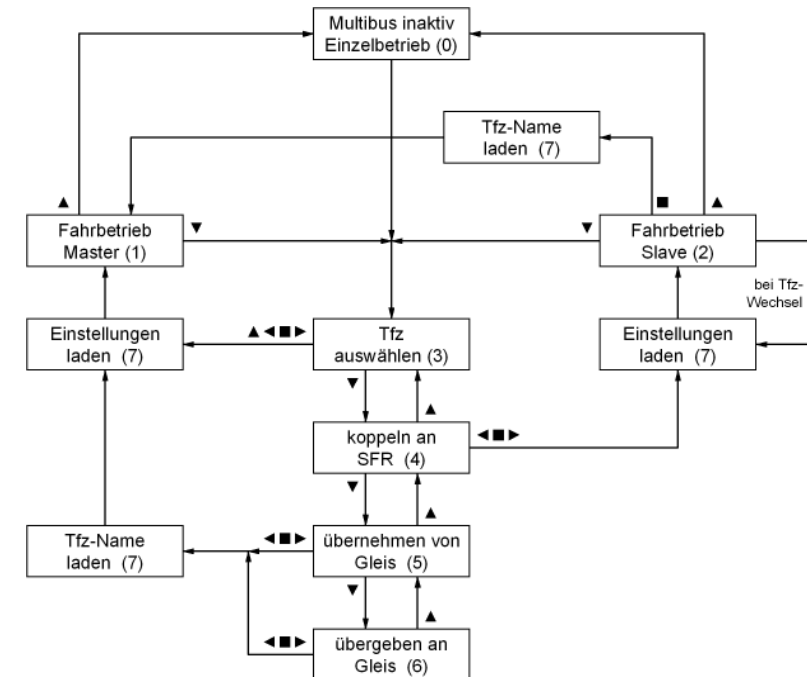 Multibus inaktiv
Einzelbetrieb (0)
Tfz-Name
laden (7)
▲
▼
▼
■
▲
Fahrbetrieb
Master (1)
Fahrbetrieb
Slave (2)
bei Tfz-
Wechsel
Einstellungen
laden (7)
▲◄■►
Tfz
auswählen (3)
Einstellungen
laden (7)
▼
▲
koppeln an
SFR (4)
◄■►
▼
▲
Tfz-Name
laden (7)
◄■►
übernehmen von
Gleis (5)
▼
▲
◄■►
übergeben an
Gleis (6)